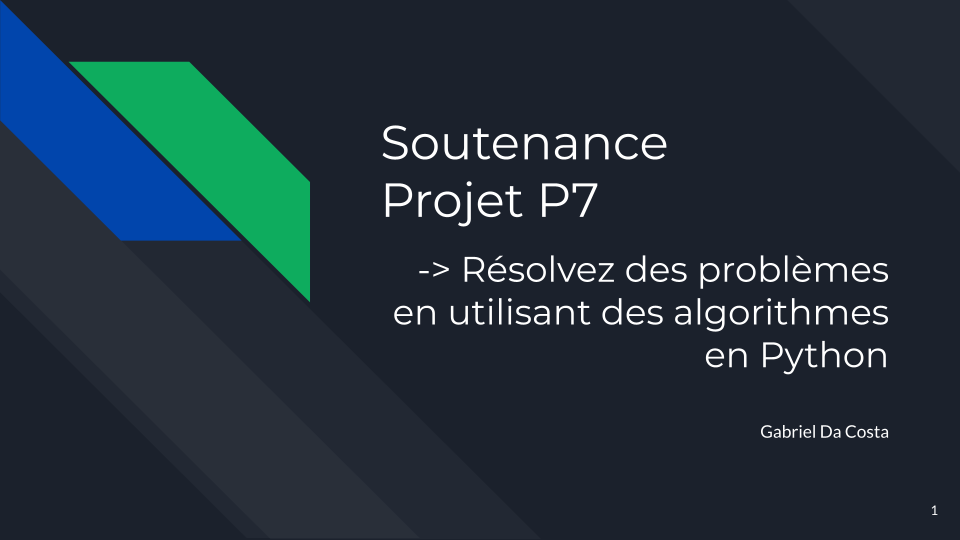 Soutenance
Projet P7
-> Résolvez des problèmes
en utilisant des algorithmes
en Python
Gabriel Da Costa
1